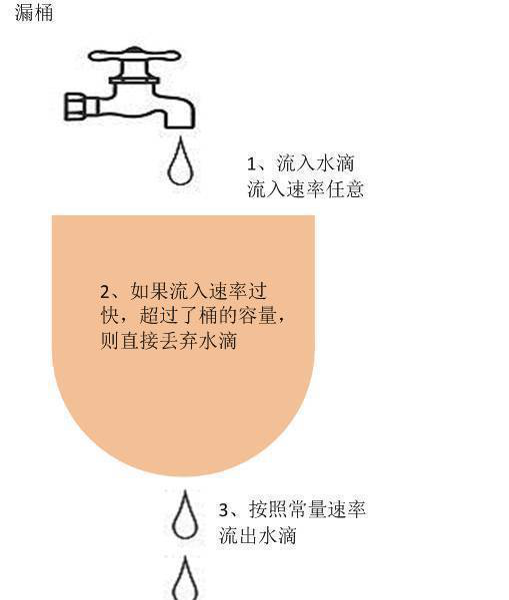 漏桶
1、流入水滴
流入速率任意
2、如果流入速率过
快，超过了桶的容量，
则直接丢弃水滴
3、按照常量速率
流出水滴